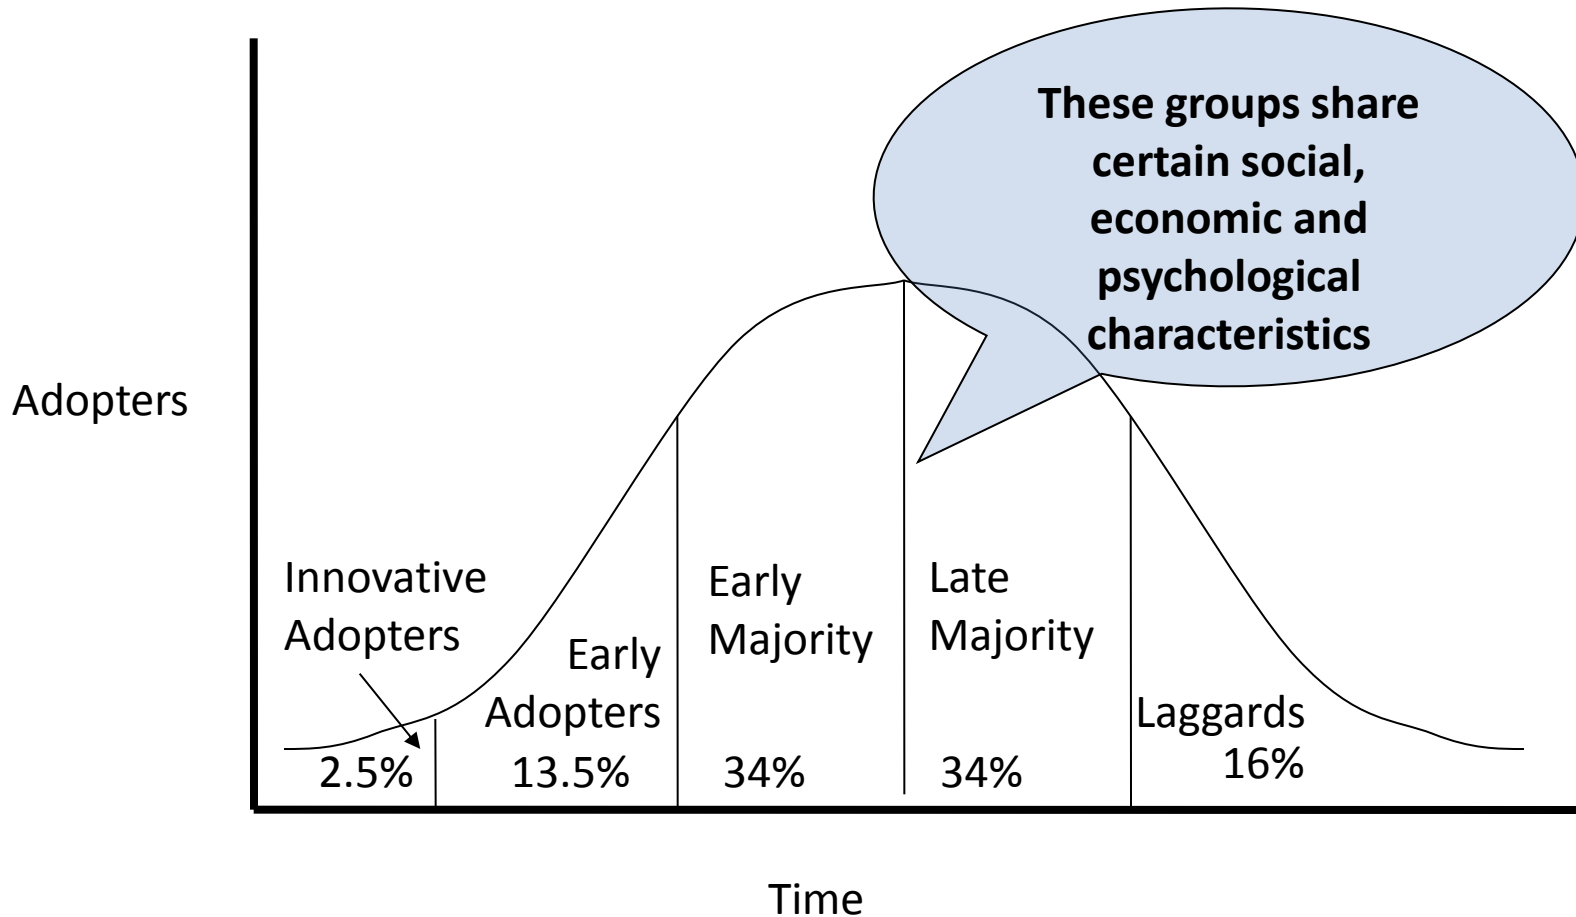 These groups share
certain social,
economic and
psychological
characteristics
Adopters
Innovative
Adopters
Early
Adopters
Early
Majority
Late
Majority
Laggards
2.5%
13.5%
34%
34%
16%
Time